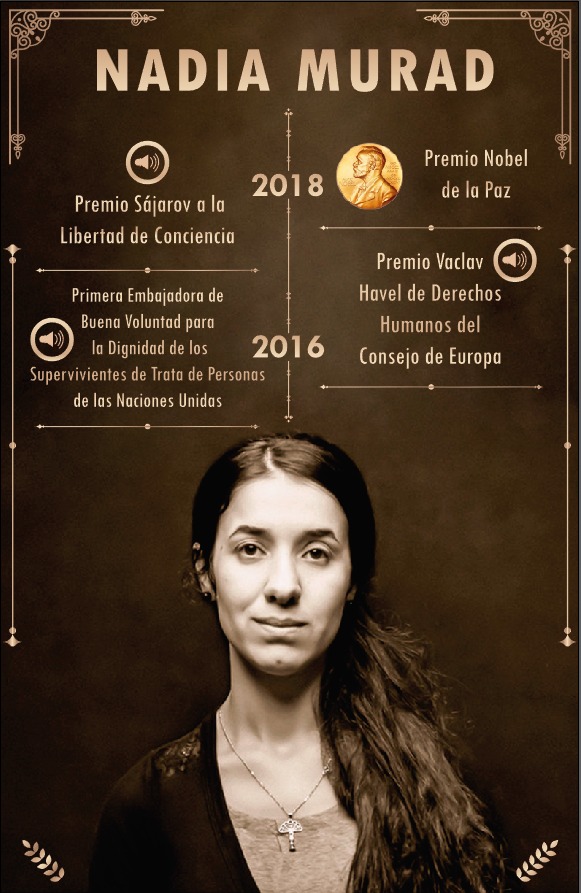 NADIA MURAD
2018
Premio Nobel
de la Paz
Premio Sájarov a la
Libertad de Conciencia
Premio Vaclav
Havel de Derechos
Humanos del
Consejo de Europa
2016
Primera Embajadora de
Buena Voluntad para
la Dignidad de los
Supervivientes de Trata de Personas
de las Naciones Unidas